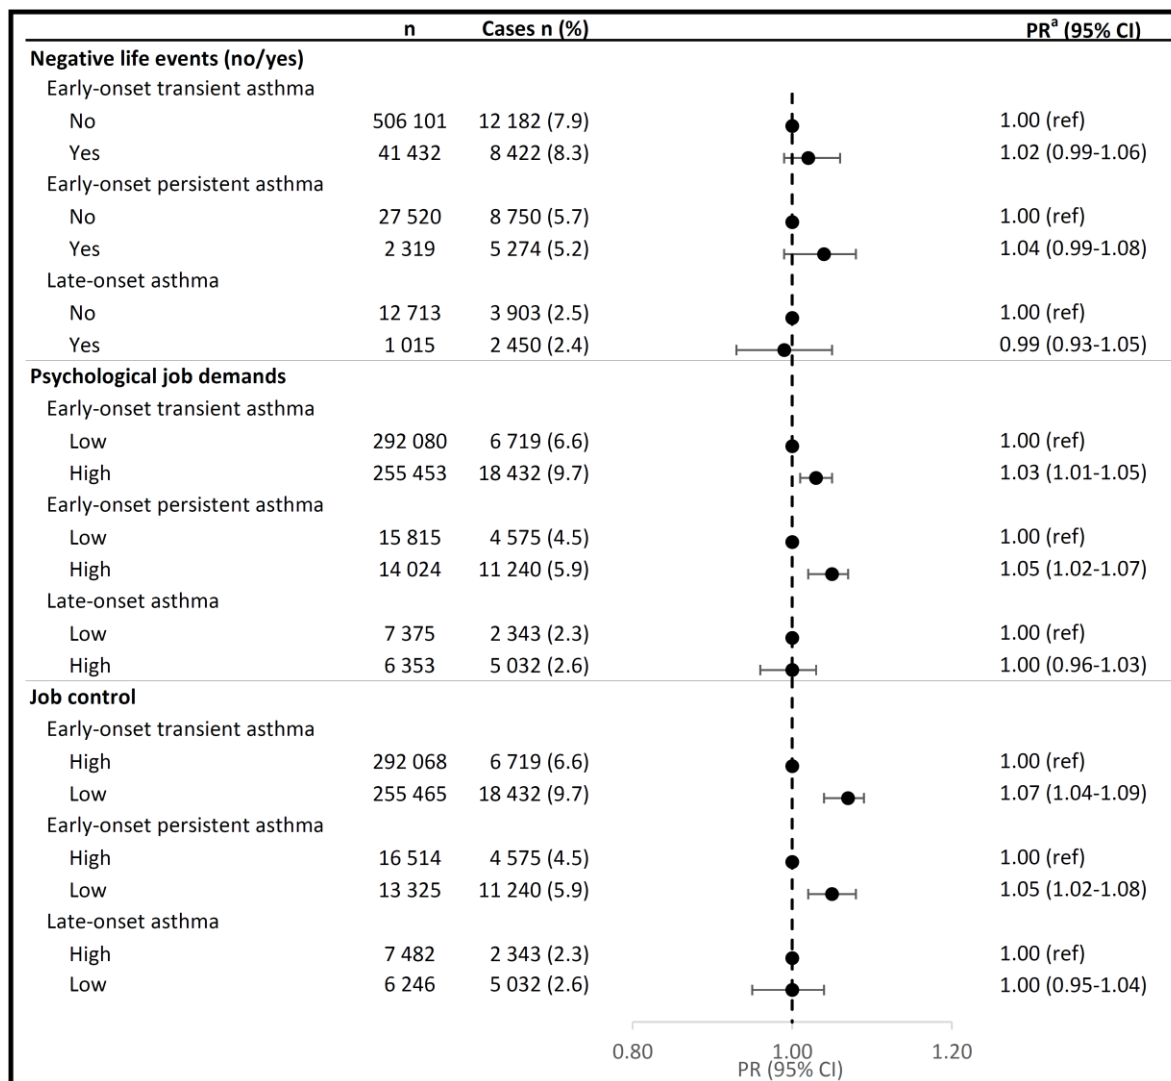 n Cases n (%) PRᵃ (95% CI)
Negative life events (no/yes)
Early-onset transient asthma
No 506 101 12 182 (7.9) 1.00 (ref)
Yes 41 432 8 422 (8.3) 1.02 (0.99-1.06)
Early-onset persistent asthma
No 27 520 8 750 (5.7) 1.00 (ref)
Yes 2 319 5 274 (5.2) 1.04 (0.99-1.08)
Late-onset asthma
No 12 713 3 903 (2.5) 1.00 (ref)
Yes 1 015 2 450 (2.4) 0.99 (0.93-1.05)
Psychological job demands
Early-onset transient asthma
Low 292 080 6 719 (6.6) 1.00 (ref)
High 255 453 18 432 (9.7) 1.03 (1.01-1.05)
Early-onset persistent asthma
Low 15 815 4 575 (4.5) 1.00 (ref)
High 14 024 11 240 (5.9) 1.05 (1.02-1.07)
Late-onset asthma
Low 7 375 2 343 (2.3) 1.00 (ref)
High 6 353 5 032 (2.6) 1.00 (0.96-1.03)
Job control
Early-onset transient asthma
High 292 068 6 719 (6.6) 1.00 (ref)
Low 255 465 18 432 (9.7) 1.07 (1.04-1.09)
Early-onset persistent asthma
High 16 514 4 575 (4.5) 1.00 (ref)
Low 13 325 11 240 (5.9) 1.05 (1.02-1.08)
Late-onset asthma
High 7 482 2 343 (2.3) 1.00 (ref)
Low 6 246 5 032 (2.6) 1.00 (0.95-1.04)
0.80 1.00 1.20
PR (95% CI)